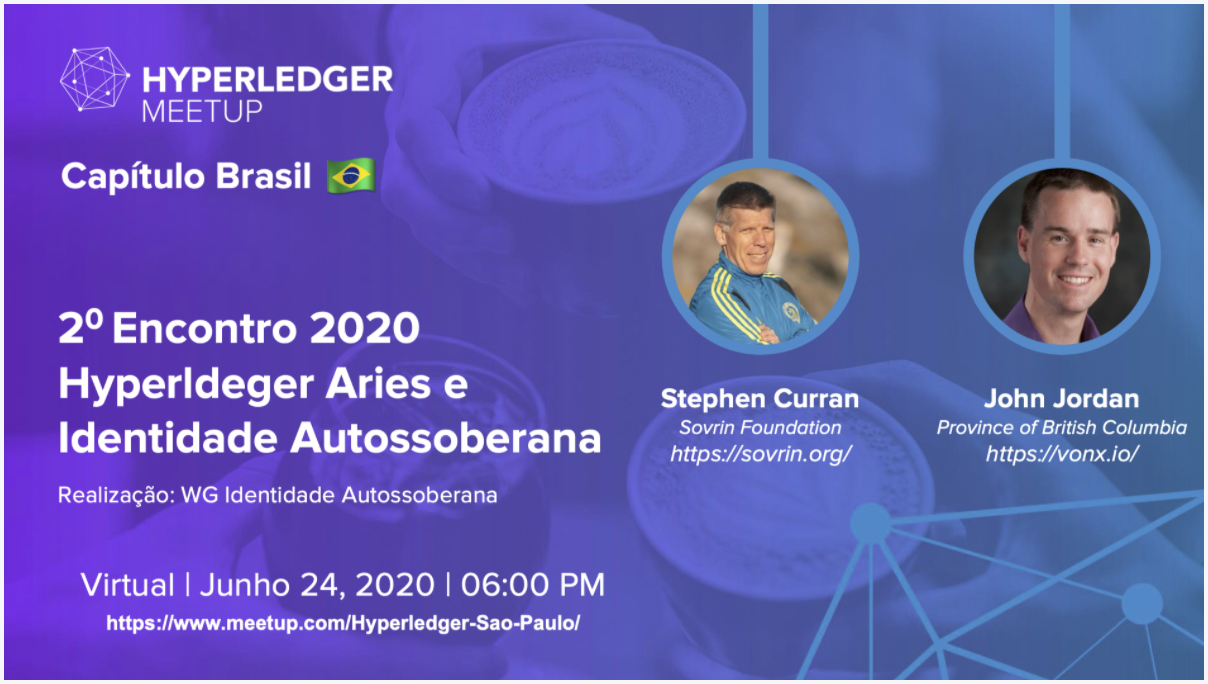 HYPERLEDGER
MEETUP
Capítulo Brasil
2⁰ Encontro 2020
Hyperldeger Aries e
Identidade Autossoberana
Realização: WG Identidade Autossoberana
Virtual | Junho 24, 2020 | 06:00 PM
https://www.meetup.com/Hyperledger-Sao-Paulo/
Stephen Curran
Sovrin Foundation
https://sovrin.org/
John Jordan
Province of British Columbia
https://vonx.io/